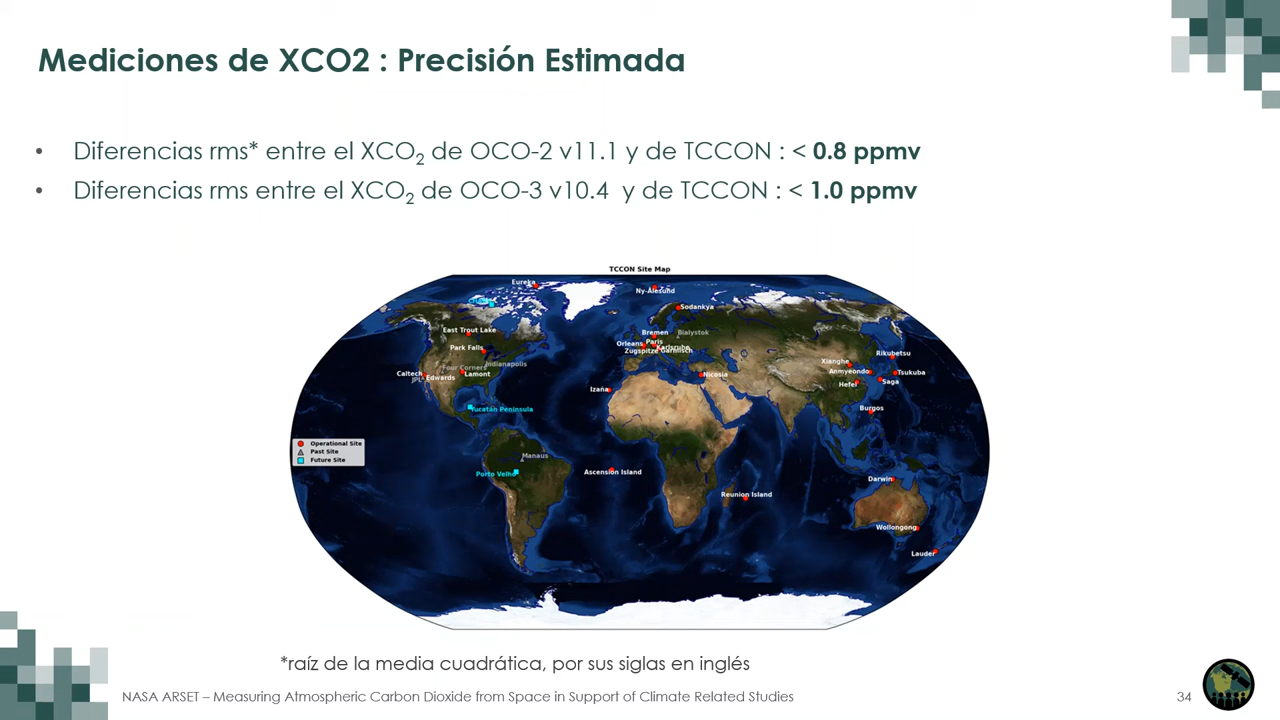 Mediciones de XCO2 : Precisión Estimada
• Diferencias rms* entre el XCO₂ de OCO-2 v11.1 y de TCCON : < 0.8 ppmv
• Diferencias rms entre el XCO₂ de OCO-3 v10.4 y de TCCON : < 1.0 ppmv
TCCON Site Map
Eureka
Ny-Ålesund
Sodankya
East Trout Lake
Bremen
Bialystok
Park Falls
Orleans
Paris
Karlsruhe
Zugspitze
Garmisch
Rikubetsu
Indianapolis
Four Corners
Xianghe
Caltech
JPL
Edwards
Lamont
Nicosia
Anmyeondo
Tsukuba
Hefei
Saga
Izaña
Yucatán Peninsula
Burgos
Operational Site
Past Site
Future Site
Manaus
Porto Velho
Ascension Island
Darwin
Reunion Island
Wollongong
Lauder
*raíz de la media cuadrática, por sus siglas en inglés
NASA ARSET – Measuring Atmospheric Carbon Dioxide from Space in Support of Climate Related Studies
34